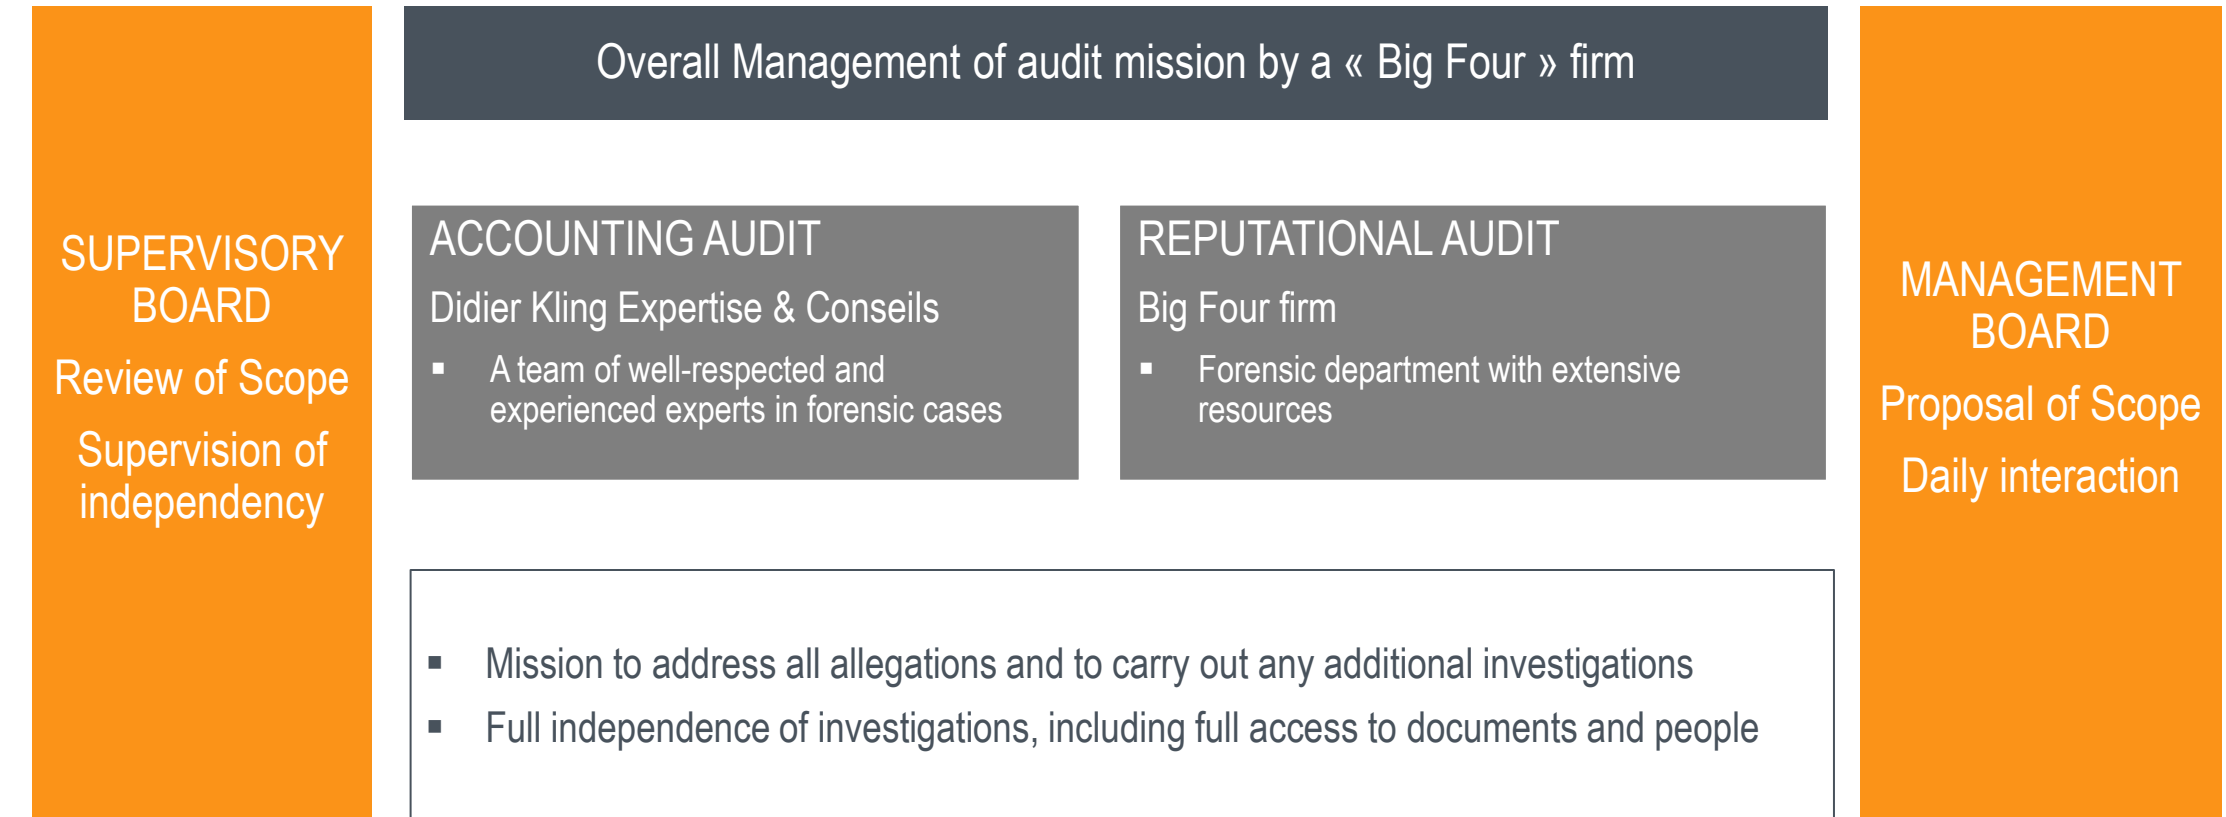 SUPERVISORY
BOARD
Review of Scope
Supervision of
independency
Overall Management of audit mission by a « Big Four » firm
ACCOUNTING AUDIT
Didier Kling Expertise & Conseils
▪ A team of well-respected and
experienced experts in forensic cases
REPUTATIONAL AUDIT
Big Four firm
▪ Forensic department with extensive
resources
▪ Mission to address all allegations and to carry out any additional investigations
▪ Full independence of investigations, including full access to documents and people
MANAGEMENT
BOARD
Proposal of Scope
Daily interaction